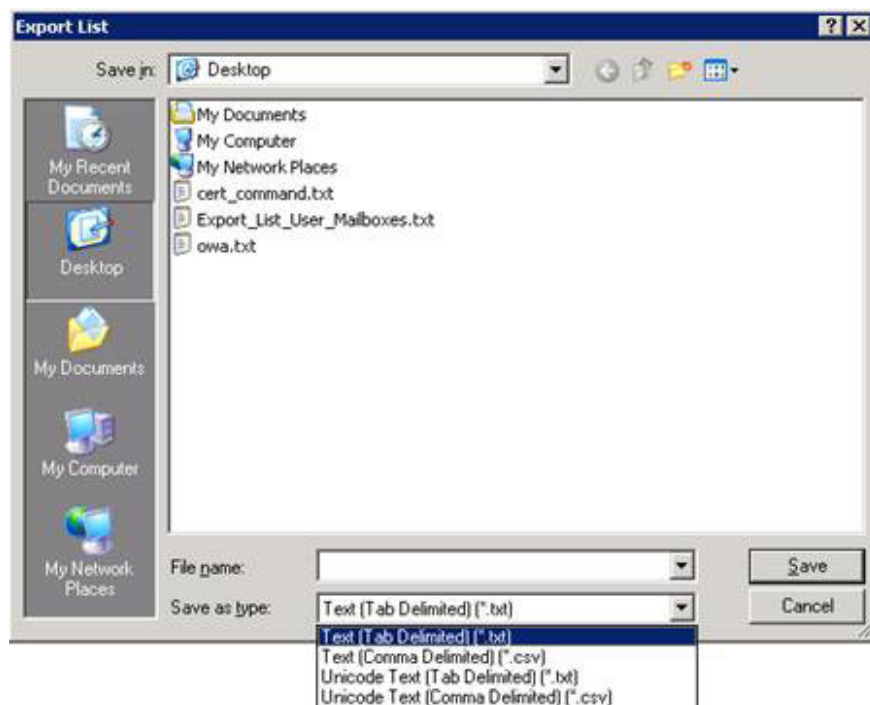 Export List
Save in:
Desktop
My Recent
Documents
Desktop
My Documents
My Computer
My Network
Places
My Documents
My Computer
My Network Places
cert_command.txt
Export_List_User_Mailboxes.txt
owa.txt
File name:
Save
Save as type:
Text (Tab Delimited) (*.txt)
Cancel
Text (Tab Delimited) (*.txt)
Text (Comma Delimited) (*.csv)
Unicode Text (Tab Delimited) (*.txt)
Unicode Text (Comma Delimited) (*.csv)